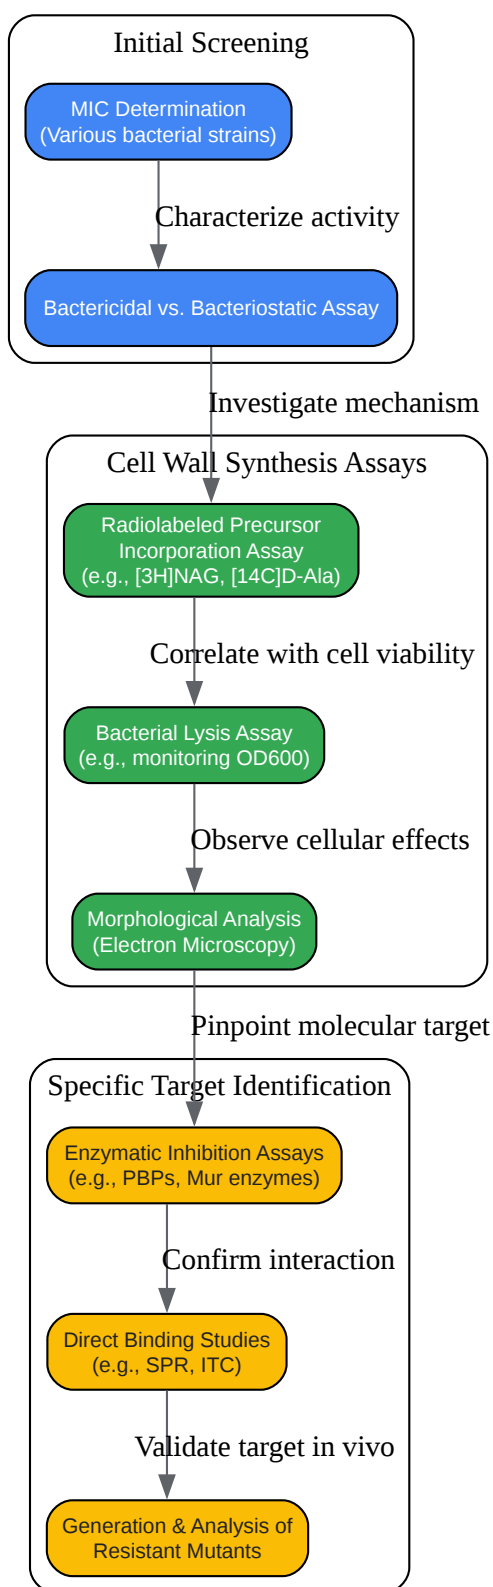 Initial Screening
MIC Determination
(Various bacterial strains)
Characterize activity
Bactericidal vs. Bacteriostatic Assay
Investigate mechanism
Cell Wall Synthesis Assays
Radiolabeled Precursor
Incorporation Assay
(e.g., [3H]NAG, [14C]D-Ala)
Correlate with cell viability
Bacterial Lysis Assay
(e.g., monitoring OD600)
Observe cellular effects
Morphological Analysis
(Electron Microscopy)
Pinpoint molecular target
Specific Target Identification
Enzymatic Inhibition Assays
(e.g., PBPs, Mur enzymes)
Confirm interaction
Direct Binding Studies
(e.g., SPR, ITC)
Validate target in vivo
Generation & Analysis of
Resistant Mutants